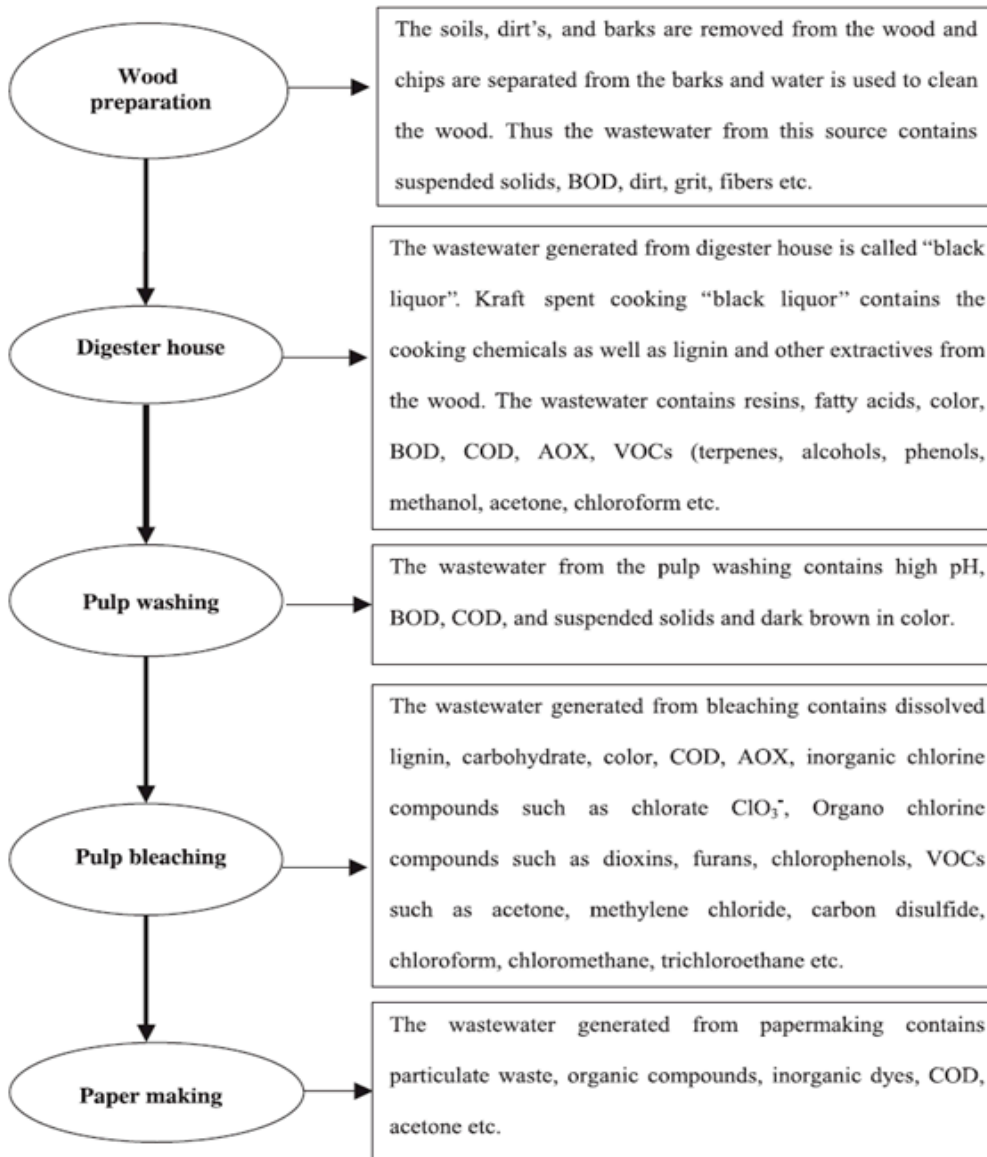 Wood
preparation
The soils, dirt's, and barks are removed from the wood and
chips are separated from the barks and water is used to clean
the wood. Thus the wastewater from this source contains
suspended solids, BOD, dirt, grit, fibers etc.
Digester house
The wastewater generated from digester house is called “black
liquor”. Kraft spent cooking “black liquor” contains the
cooking chemicals as well as lignin and other extractives from
the wood. The wastewater contains resins, fatty acids, color,
BOD, COD, AOX, VOCs (terpenes, alcohols, phenols,
methanol, acetone, chloroform etc.
Pulp washing
The wastewater from the pulp washing contains high pH,
BOD, COD, and suspended solids and dark brown in color.
Pulp bleaching
The wastewater generated from bleaching contains dissolved
lignin, carbohydrate, color, COD, AOX, inorganic chlorine
compounds such as chlorate ClO₃⁻, Organo chlorine
compounds such as dioxins, furans, chlorophenols, VOCs
such as acetone, methylene chloride, carbon disulfide,
chloroform, chloromethane, trichloroethane etc.
Paper making
The wastewater generated from papermaking contains
particulate waste, organic compounds, inorganic dyes, COD,
acetone etc.